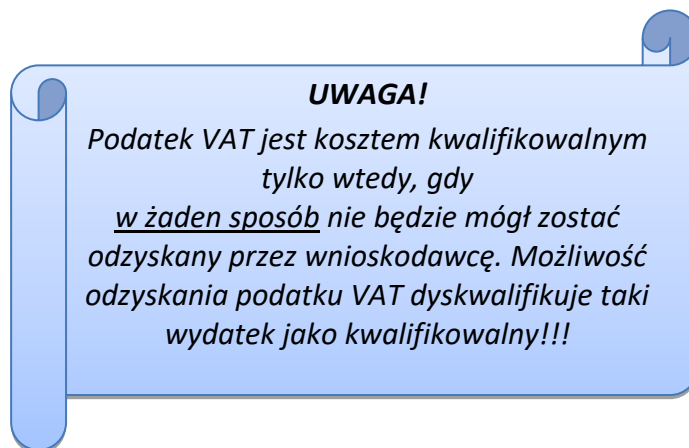 UWAGA!
Podatek VAT jest kosztem kwalifikowalnym
tylko wtedy, gdy
w żaden sposób nie będzie mógł zostać
odzyskany przez wnioskodawcę. Możliwość
odzyskania podatku VAT dyskwalifikuje taki
wydatek jako kwalifikowalny!!!